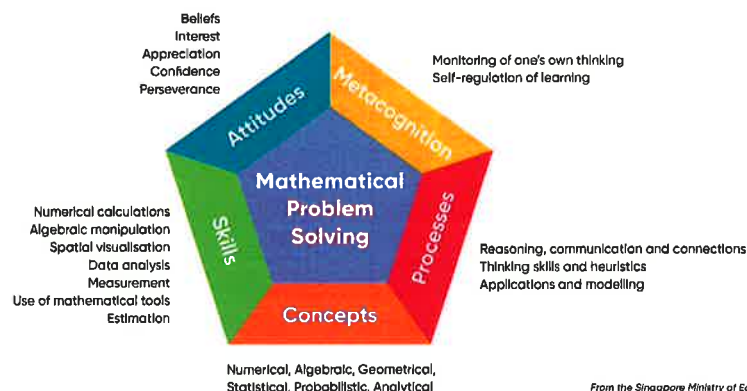 Beliefs
Interest
Appreciation
Confidence
Perseverance
Monitoring of one's own thinking
Self-regulation of learning
Attitudes
Metacognition
Mathematical
Problem
Solving
Skills
Processes
Concepts
Numerical calculations
Algebraic manipulation
Spatial visualisation
Data analysis
Measurement
Use of mathematical tools
Estimation
Reasoning, communication and connections
Thinking skills and heuristics
Applications and modelling
Numerical, Algebraic, Geometrical,
Statistical, Probabilistic, Analytical
From the Singapore Ministry of